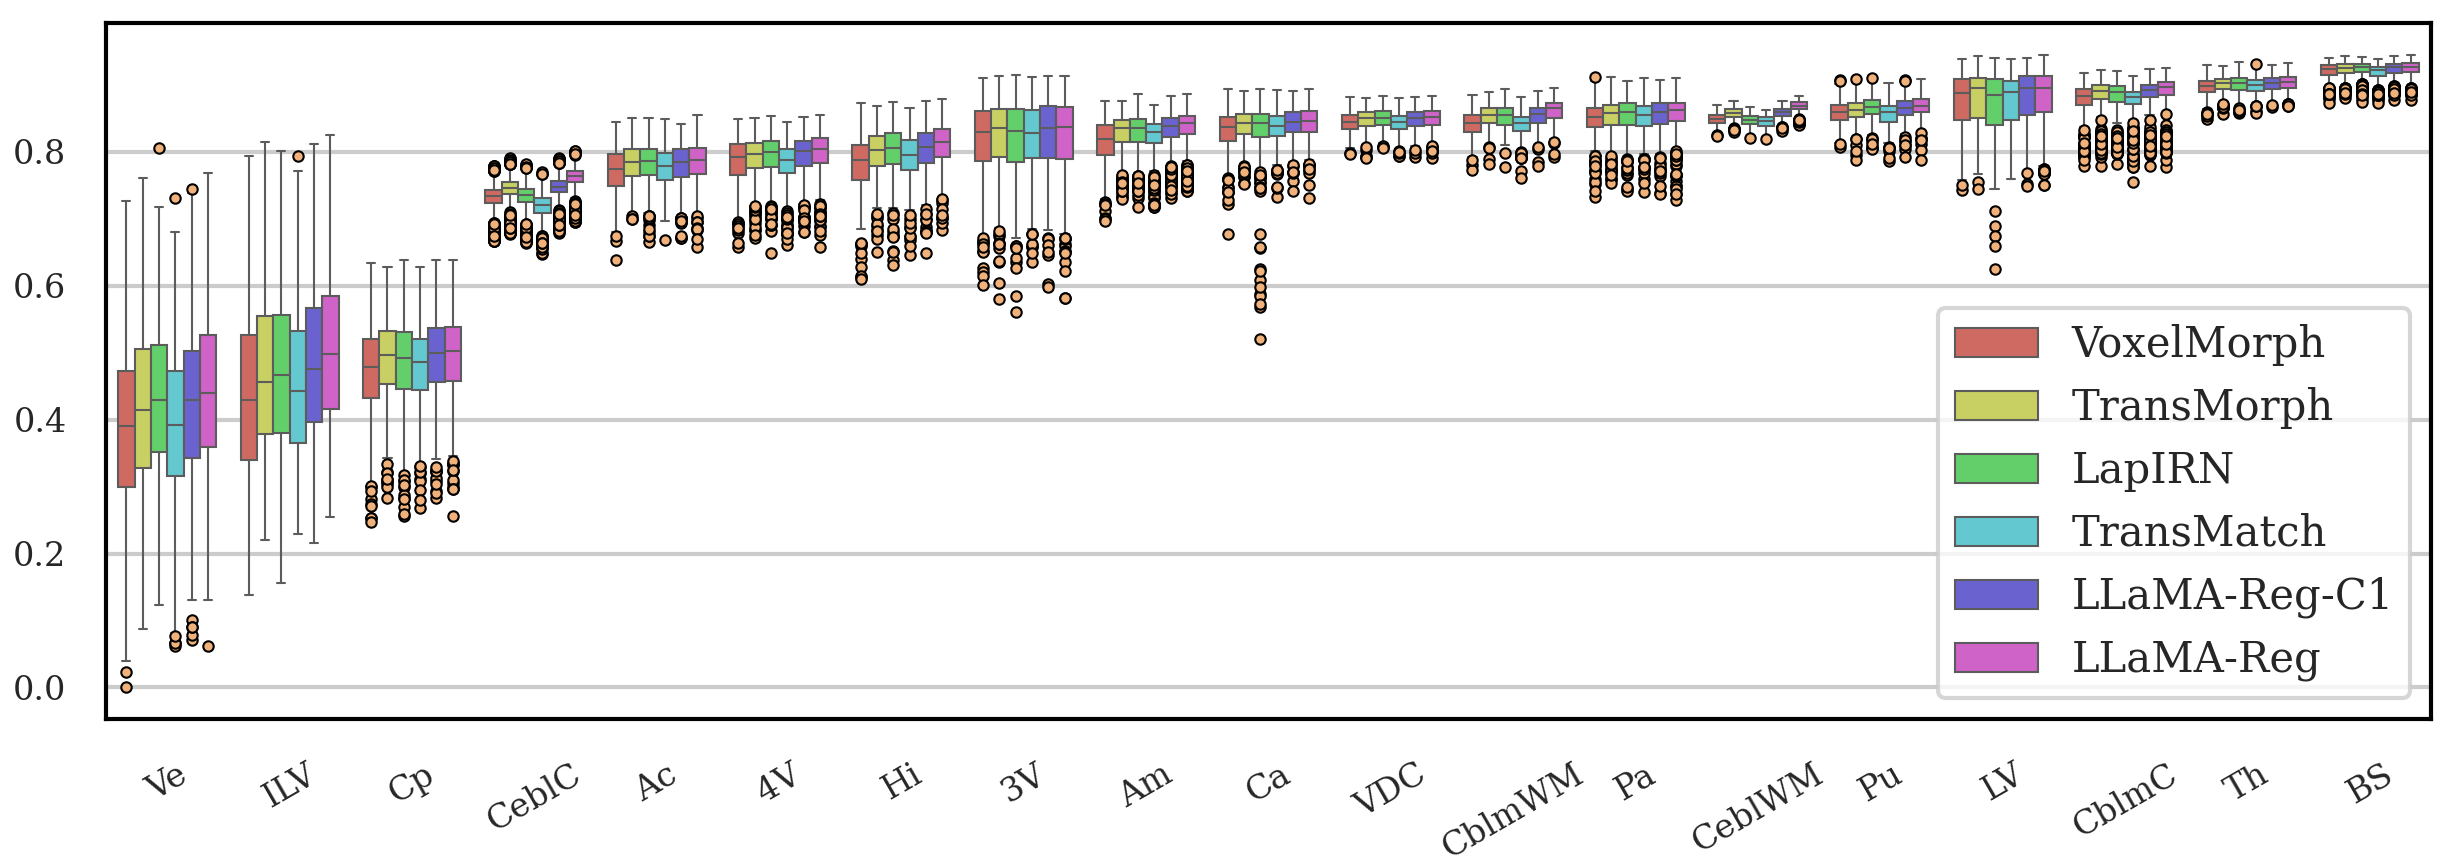 0.8
0.6
0.4
0.2
0.0
VoxelMorph
TransMorph
LapIRN
TransMatch
LLaMA-Reg-C1
LLaMA-Reg
Ve
ILV
Cp
CeblC
Ac
4V
Hi
3V
Am
Ca
VDC
CblmWM
Pa
CeblWM
Pu
LV
CblmC
Th
BS